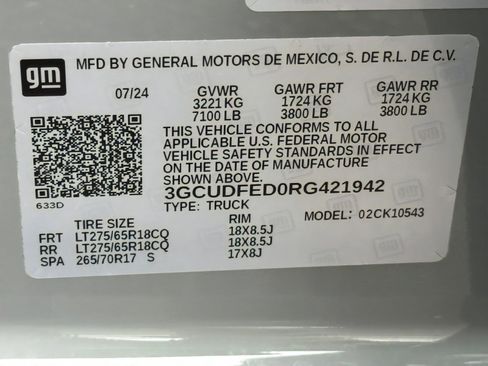 gm
MFD BY GENERAL MOTORS DE MEXICO, S. DE R.L. DE C.V.
07/24 GVWR GAWR FRT GAWR RR
3221 KG 1724 KG 1724 KG
7100 LB 3800 LB 3800 LB
THIS VEHICLE CONFORMS TO ALL
APPLICABLE U.S. FEDERAL MOTOR
VEHICLE SAFETY STANDARDS IN EFFECT
ON THE DATE OF MANUFACTURE
SHOWN ABOVE.
3GCUDFED0RG421942
633D TYPE: TRUCK MODEL: 02CK10543
TIRE SIZE RIM
FRT LT275/65R18CQ 18X8.5J
RR LT275/65R18CQ 18X8.5J
SPA 265/70R17 S 17X8J